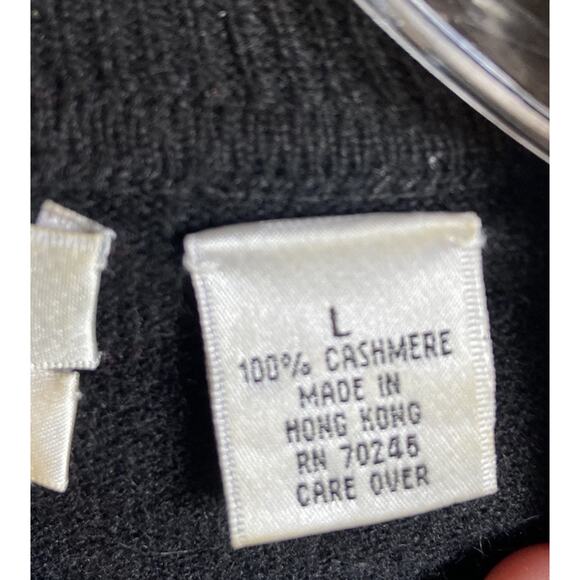 L
100% CASHMERE
MADE IN
HONG KONG
RN 70245
CARE OVER